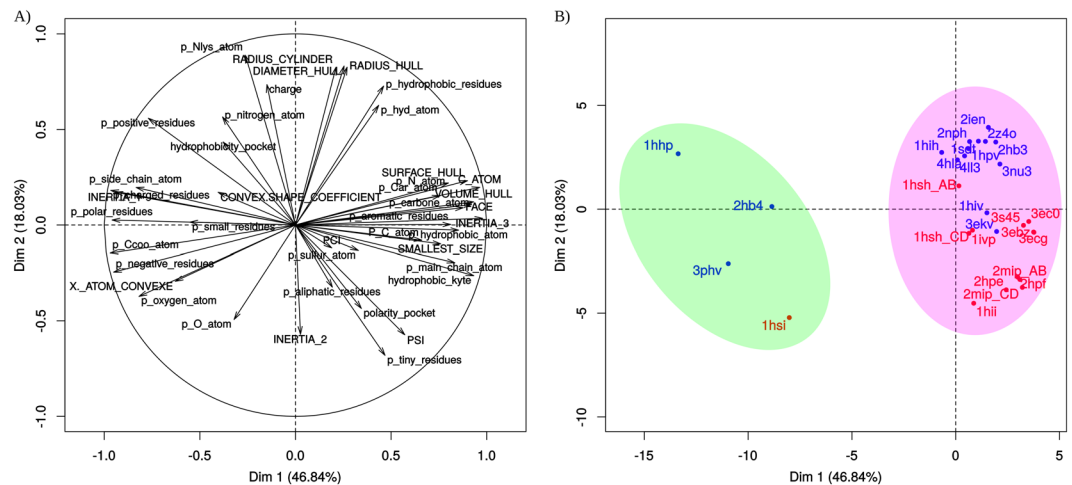 A)
p_Nlys_atom
RADIUS_CYLINDER
DIAMETER_HULL
RADIUS_HULL
charge
p_hydrophobic_residues
p_hyd_atom
p_nitrogen_atom
p_positive_residues
hydrophobicity_pocket
p_side_chain_atom
p_charged_residues
CONVEX.SHAPE_COEFFICIENT
SURFACE_HULL
p_N_atom
C_ATOM
p_Car_atom
VOLUME_HULL
p_carbone_atom
FACE
p_polar_residues
p_small_residues
p_aromatic_residues
INERTIA_3
P_C_atom
p_hydrophobic_atom
p_Cooo_atom
PCI
SMALLEST_SIZE
p_sulfur_atom
p_negative_residues
p_main_chain_atom
hydrophobic_kyte
X._ATOM_CONVEXE
p_aliphatic_residues
p_oxygen_atom
polarity_pocket
p_O_atom
INERTIA_2
PSI
p_tiny_residues
1.0
0.5
0.0
-0.5
-1.0
Dim 2 (18.03%)
-1.0
-0.5
0.0
0.5
1.0
Dim 1 (46.84%)
B)
2ien
2nph
2z4o
1hhp
1hih
1sdt
2hb3
1hpv
4ll3
3nu3
1hsh_AB
2hb4
1hiv
3s45
3ec0
3ekv
3ebz
1hsh_CD
1ivp
3ecg
3phv
2mip_AB
2hpe
2hpf
2mip_CD
1hii
1hsi
5
0
-5
-10
Dim 2 (18.03%)
-15
-10
-5
0
5
Dim 1 (46.84%)